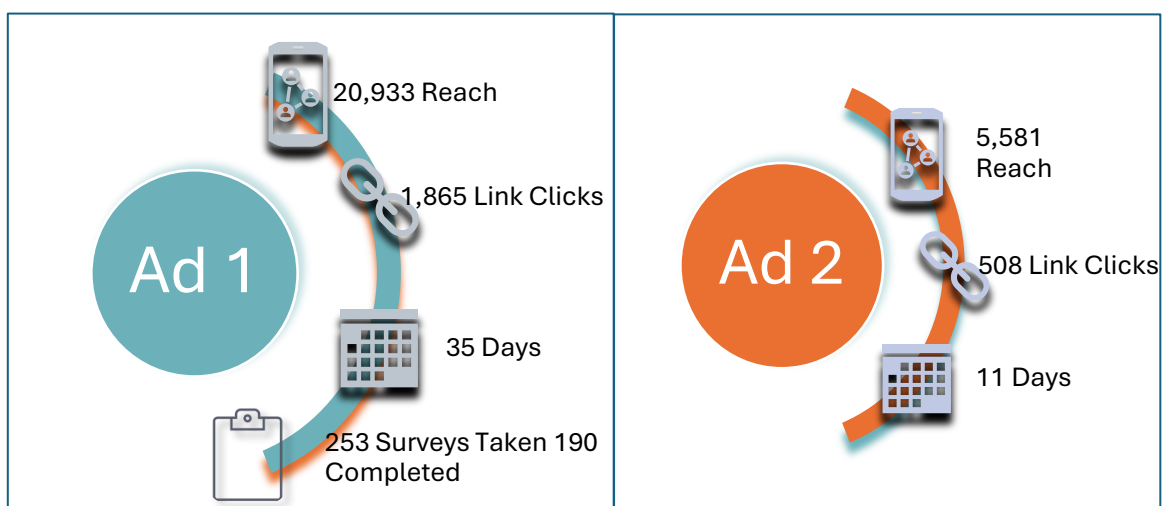 Ad 1
20,933 Reach
1,865 Link Clicks
35 Days
253 Surveys Taken 190
Completed
Ad 2
5,581
Reach
508 Link Clicks
11 Days